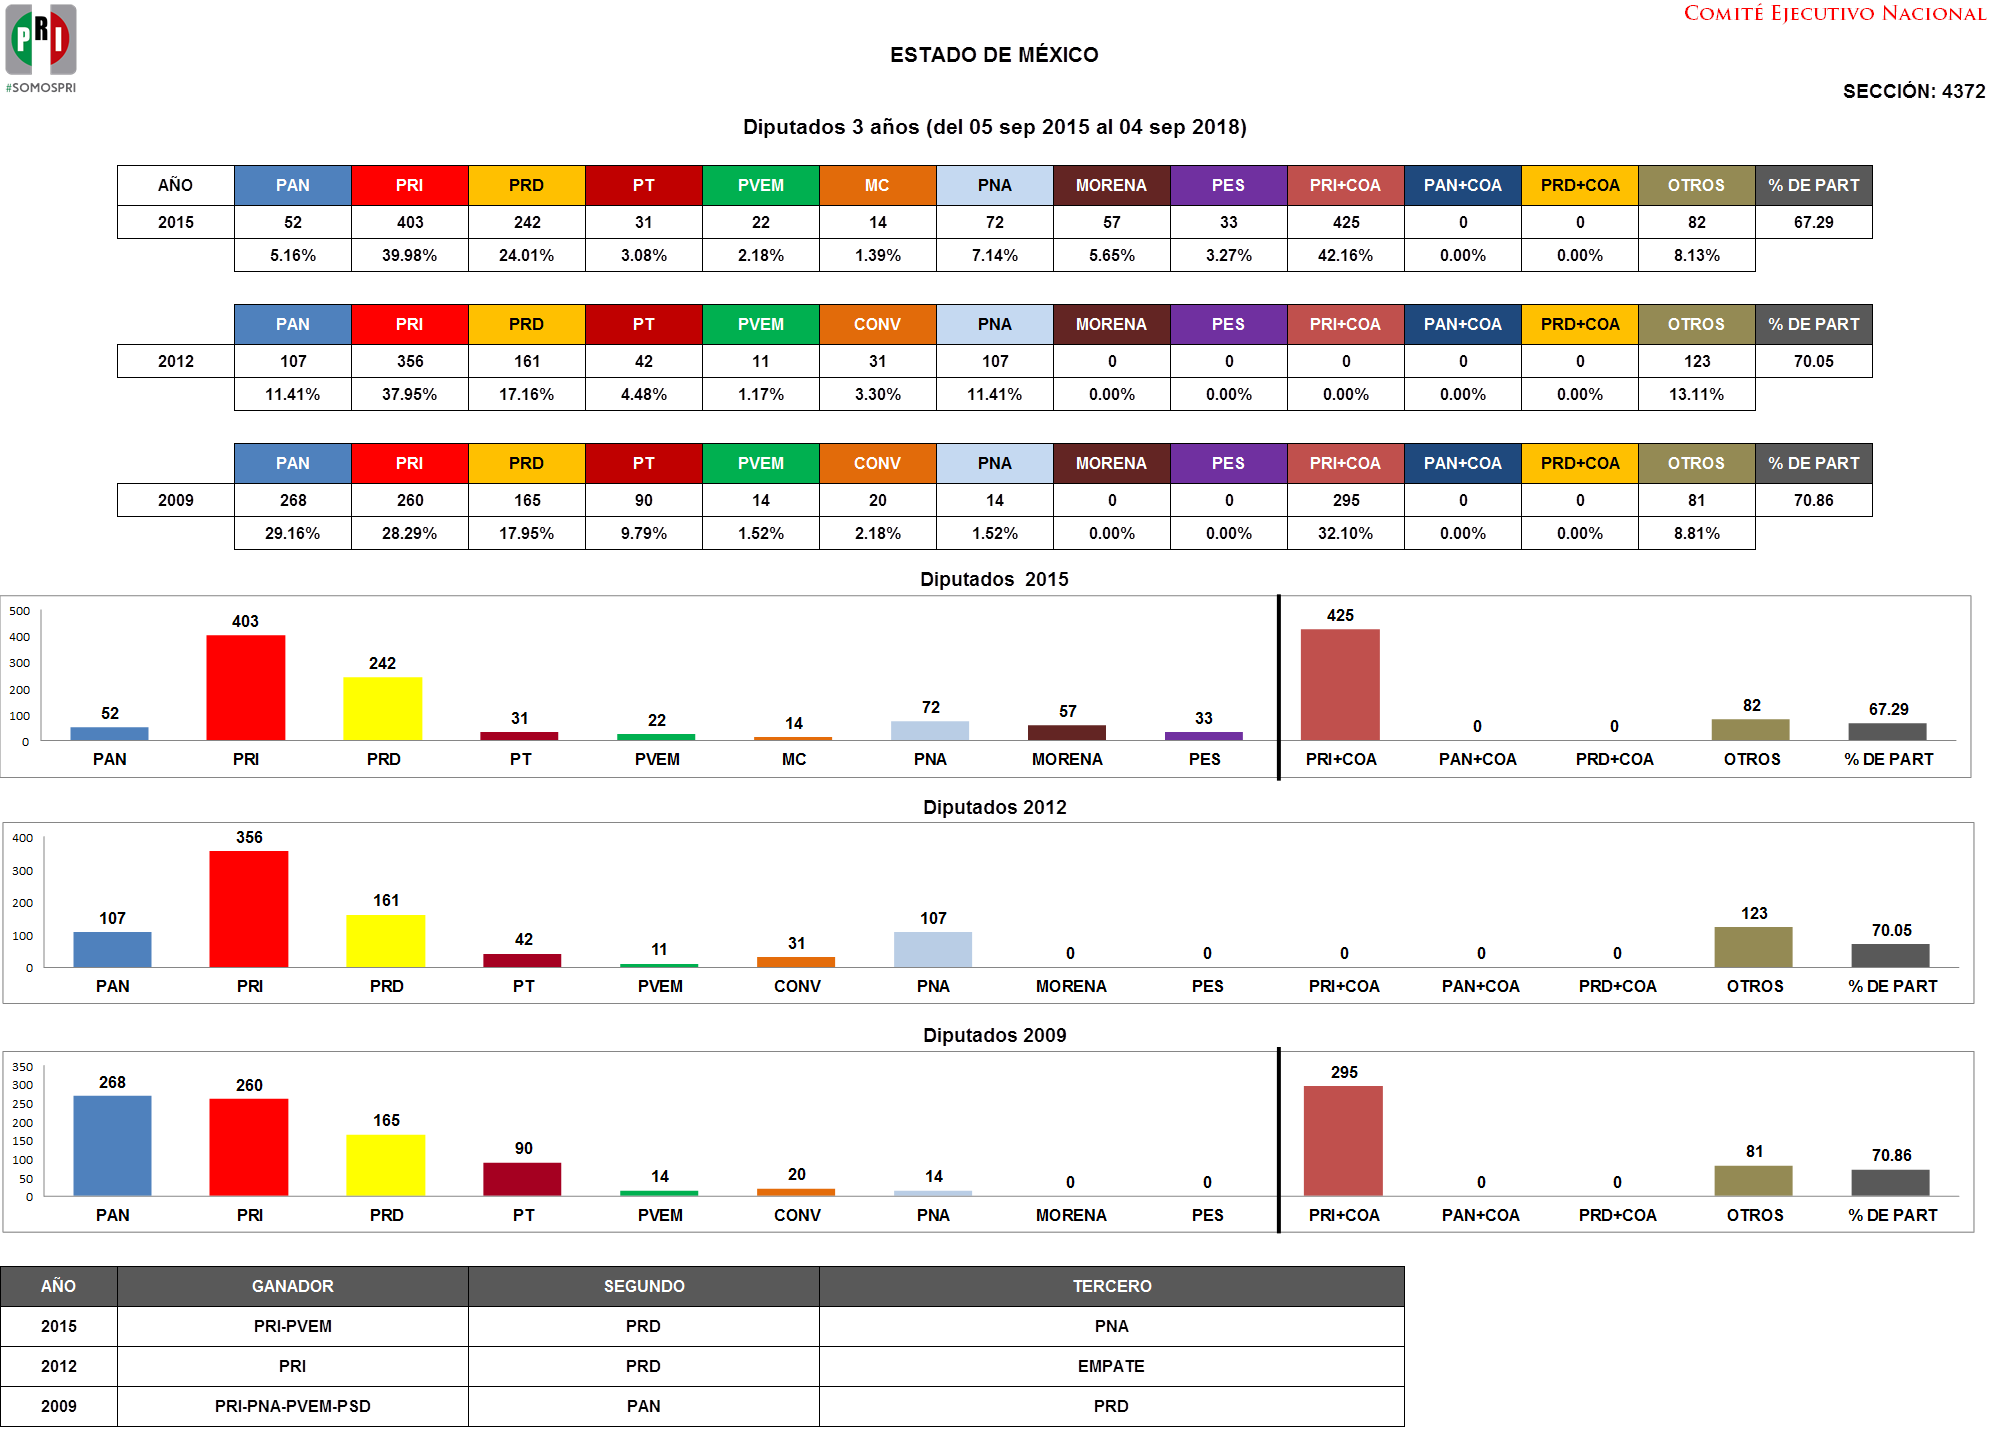 PRI
#SOMOSPRI
COMITÉ EJECUTIVO NACIONAL
ESTADO DE MÉXICO
SECCIÓN: 4372
Diputados 3 años (del 05 sep 2015 al 04 sep 2018)
AÑO PAN PRI PRD PT PVEM MC PNA MORENA PES PRI+COA PAN+COA PRD+COA OTROS % DE PART
2015 52 403 242 31 22 14 72 57 33 425 0 0 82 67.29
5.16% 39.98% 24.01% 3.08% 2.18% 1.39% 7.14% 5.65% 3.27% 42.16% 0.00% 0.00% 8.13%
PAN PRI PRD PT PVEM CONV PNA MORENA PES PRI+COA PAN+COA PRD+COA OTROS % DE PART
2012 107 356 161 42 11 31 107 0 0 0 0 0 123 70.05
11.41% 37.95% 17.16% 4.48% 1.17% 3.30% 11.41% 0.00% 0.00% 0.00% 0.00% 0.00% 13.11%
PAN PRI PRD PT PVEM CONV PNA MORENA PES PRI+COA PAN+COA PRD+COA OTROS % DE PART
2009 268 260 165 90 14 20 14 0 0 295 0 0 81 70.86
29.16% 28.29% 17.95% 9.79% 1.52% 2.18% 1.52% 0.00% 0.00% 32.10% 0.00% 0.00% 8.81%
Diputados 2015
500
400
300
200
100
0
52 403 242 31 22 14 72 57 33 425 0 0 82 67.29
PAN PRI PRD PT PVEM MC PNA MORENA PES PRI+COA PAN+COA PRD+COA OTROS % DE PART
Diputados 2012
400
300
200
100
0
107 356 161 42 11 31 107 0 0 0 0 0 123 70.05
PAN PRI PRD PT PVEM CONV PNA MORENA PES PRI+COA PAN+COA PRD+COA OTROS % DE PART
Diputados 2009
350
300
250
200
150
100
50
0
268 260 165 90 14 20 14 0 0 295 0 0 81 70.86
PAN PRI PRD PT PVEM CONV PNA MORENA PES PRI+COA PAN+COA PRD+COA OTROS % DE PART
AÑO GANADOR SEGUNDO TERCERO
2015 PRI-PVEM PRD PNA
2012 PRI PRD EMPATE
2009 PRI-PNA-PVEM-PSD PAN PRD